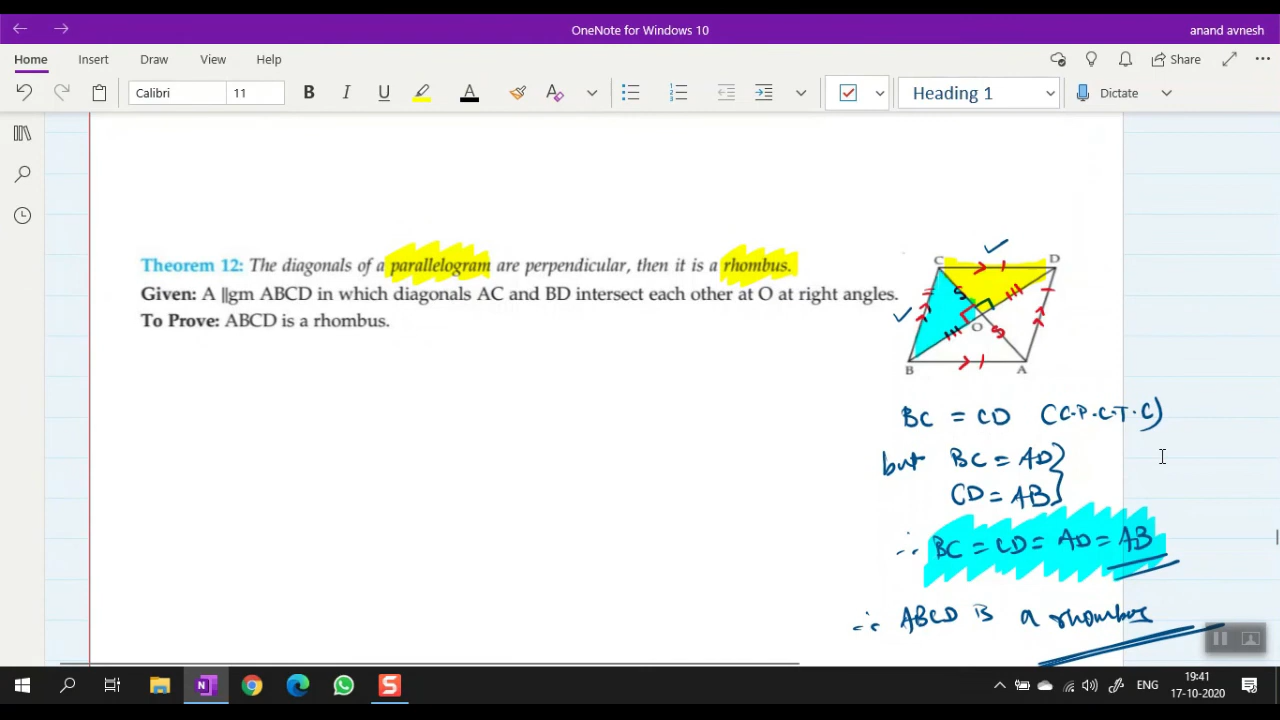 OneNote for Windows 10
anand avnesh
Home Insert Draw View Help
Share
Calibri 11 B I U A Heading 1 Dictate
Theorem 12: The diagonals of a parallelogram are perpendicular, then it is a rhombus.
Given: A ||gm ABCD in which diagonals AC and BD intersect each other at O at right angles.
To Prove: ABCD is a rhombus.
C D
S
O S
B A
BC = CD (C.P.C.T.C)
but BC = AD}
CD = AB}
∴ BC = CD = AD = AB
∴ ABCD is a rhombus
ENG
19:41
17-10-2020